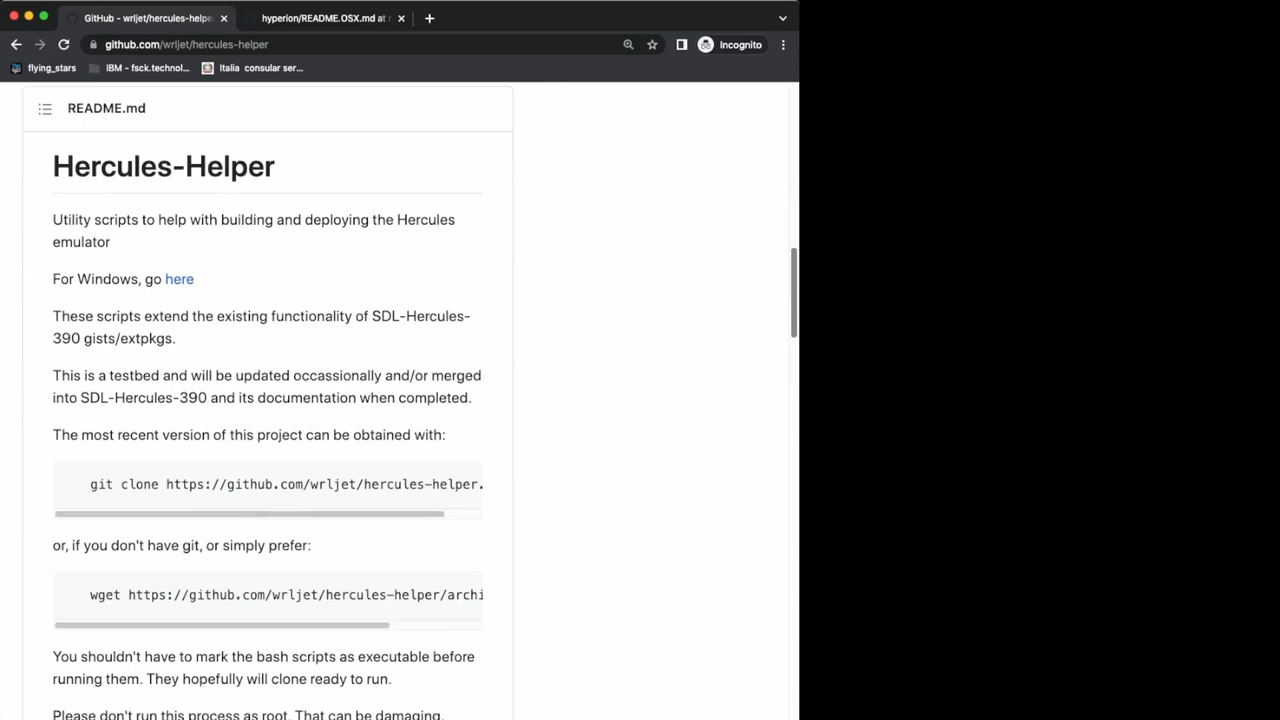 GitHub - wrljet/hercules-helpe
hyperion/README.OSX.md at r
github.com/wrljet/hercules-helper
Incognito
flying_stars
IBM - fsck.technol...
Italia consular ser...
README.md
Hercules-Helper
Utility scripts to help with building and deploying the Hercules
emulator
For Windows, go here
These scripts extend the existing functionality of SDL-Hercules-
390 gists/extpkgs.
This is a testbed and will be updated occassionally and/or merged
into SDL-Hercules-390 and its documentation when completed.
The most recent version of this project can be obtained with:
git clone https://github.com/wrljet/hercules-helper.
or, if you don't have git, or simply prefer:
wget https://github.com/wrljet/hercules-helper/archi
You shouldn't have to mark the bash scripts as executable before
running them. They hopefully will clone ready to run.
Please don't run this process as root. That can be damaging.